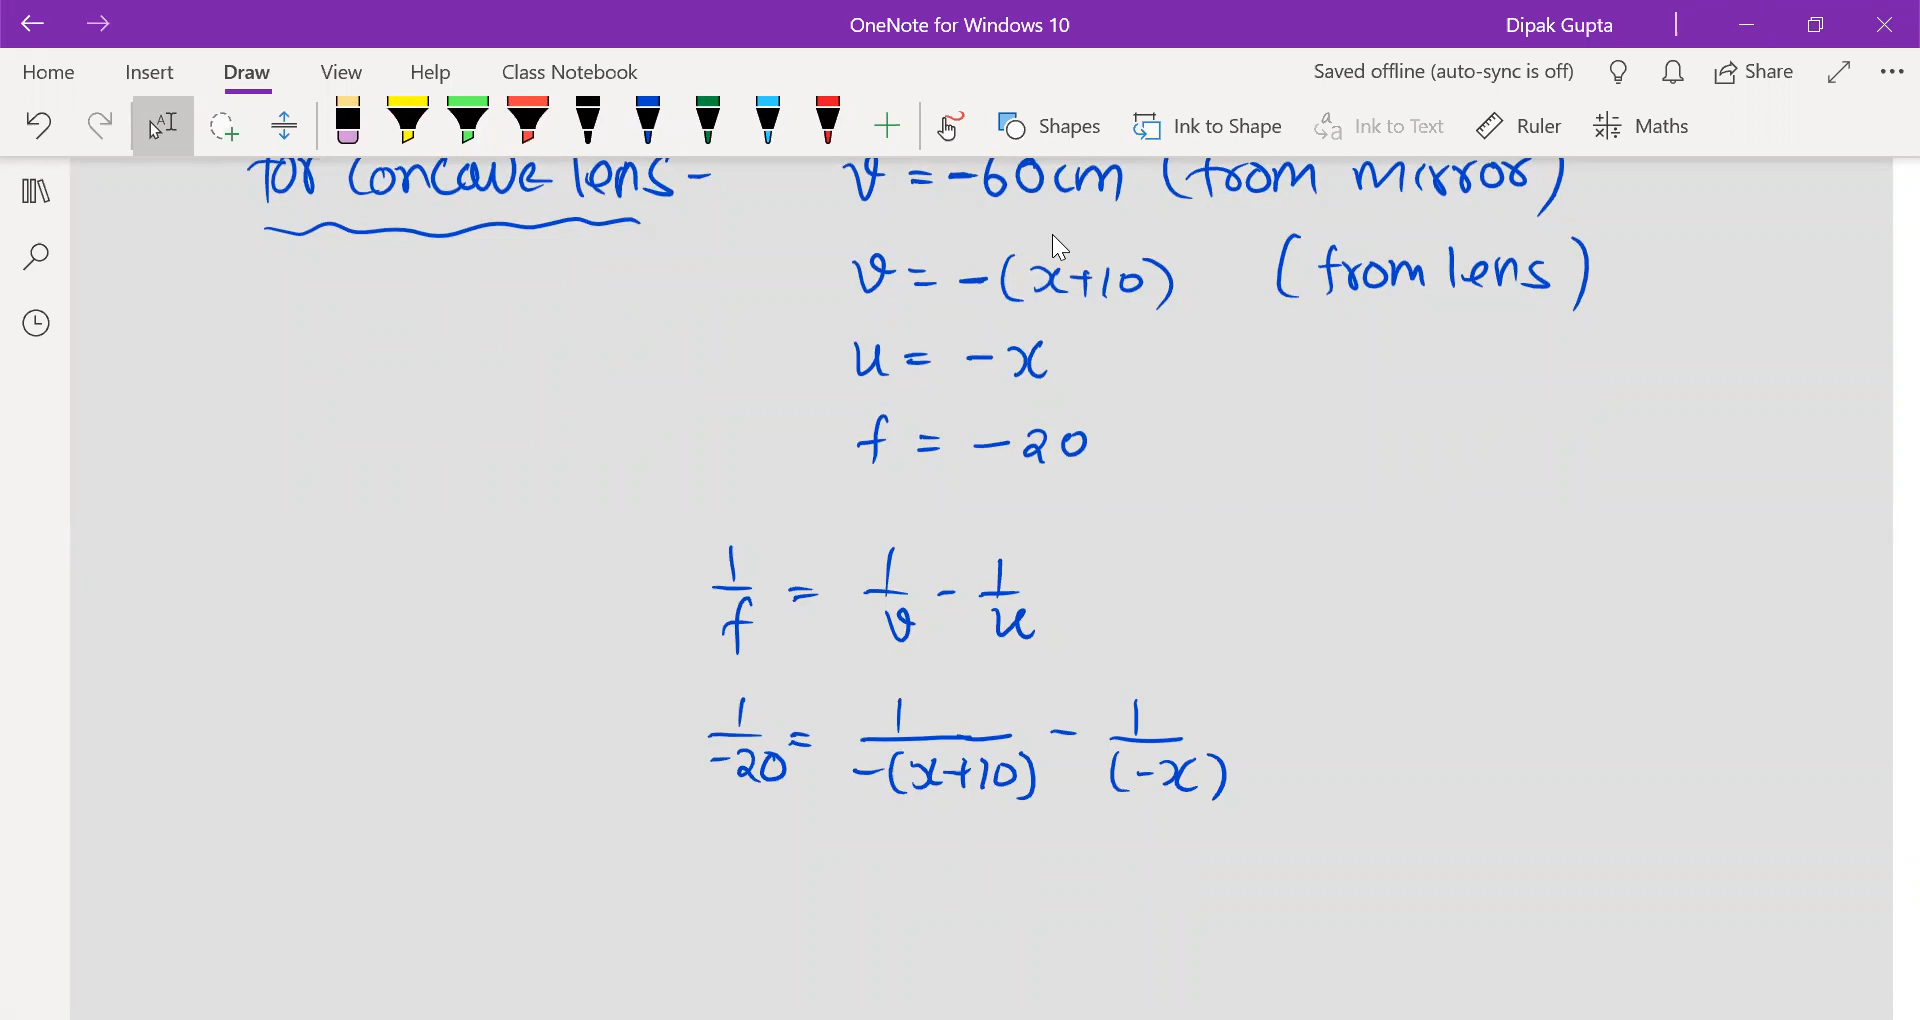 OneNote for Windows 10
Dipak Gupta
Home Insert Draw View Help Class Notebook
Saved offline (auto-sync is off) Share
Shapes Ink to Shape Ink to Text Ruler Maths
for concave lens - v = -60cm (from mirror)
v = -(x+10) (from lens)
u = -x
f = -20
1/f = 1/v - 1/u
1/-20 = 1/-(x+10) - 1/(-x)